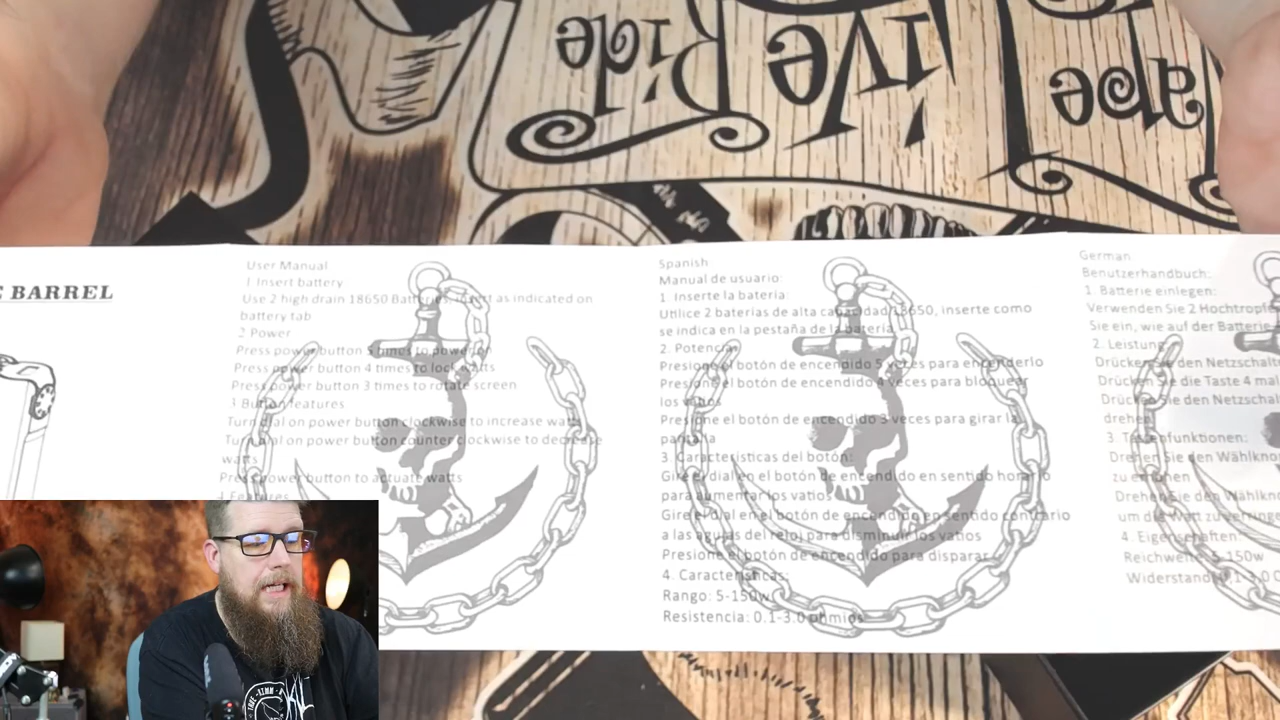 Ride
Live
ape
E BARREL
User Manual
1 Insert battery
Use 2 high drain 18650 Batteries, insert as indicated on
battery tab
2 Power
Press power button 5 times to power on
Press power button 4 times to lock watts
Press power button 3 times to rotate screen
3 Button features
Turn dial on power button clockwise to increase watts
Turn dial on power button counter clockwise to decrease
watts
Press power button to actuate watts
4 Features
Spanish
Manual de usuario:
1. Inserte la batería:
Utilice 2 baterías de alta capacidad 18650, inserte como
se indica en la pestaña de la batería
2. Potencia
Presione el botón de encendido 5 veces para encenderlo
Presione el botón de encendido 4 veces para bloquear
los vatios
Presione el botón de encendido 3 veces para girar la
pantalla
3. Características del botón:
Gire el dial en el botón de encendido en sentido horario
para aumentar los vatios
Gire el dial en el botón de encendido en sentido contrario
a las agujas del reloj para disminuir los vatios
Presione el botón de encendido para disparar
4. Características:
Rango: 5-150w
Resistencia: 0.1-3.0 ohmios
German
Benutzerhandbuch:
1. Batterie einlegen:
Verwenden Sie 2 Hochtropf
Sie ein, wie auf der Batterie
2. Leistung
Drücken Sie den Netzschalt
Drücken Sie die Taste 4 mal
Drücken Sie den Netzschal
drehen
3. Tastenfunktionen:
Drehen Sie den Wählknop
zu erhöhen
Drehen Sie den Wählkn
um die Watt zu verringe
4. Eigenschaften:
Reichweite: 5-150w
Widerstand: 0.1-3.0 O